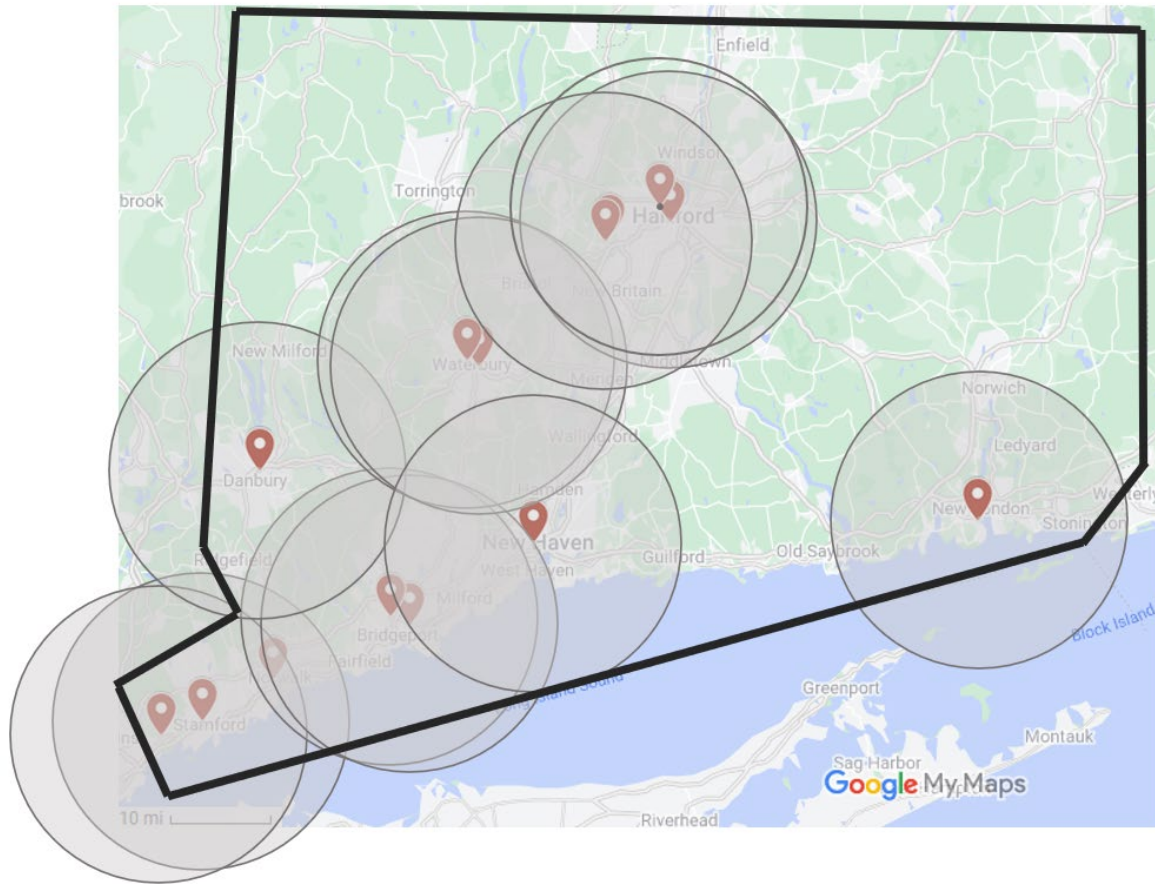 Enfield
Windsor
Torrington
brook
Hartford
Bristol
New Britain
New Milford
Waterbury
Middletown
Meriden
Norwich
Wallingford
Ledyard
Danbury
Hamden
New London
Westerly
Stonington
New Haven
Old Saybrook
Guilford
Ridgefield
West Haven
Milford
Bridgeport
Block Island
Fairfield
Sound
Greenport
Stamford
Montauk
Sag Harbor
Google My Maps
10 mi
Riverhead